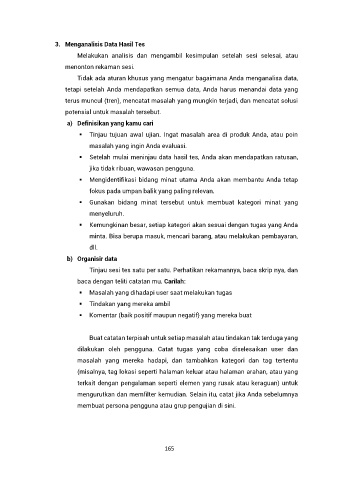 3. Menganalisis Data Hasil Tes
Melakukan analisis dan mengambil kesimpulan setelah sesi selesai, atau
menonton rekaman sesi.
Tidak ada aturan khusus yang mengatur bagaimana Anda menganalisa data,
tetapi setelah Anda mendapatkan semua data, Anda harus menandai data yang
terus muncul (tren), mencatat masalah yang mungkin terjadi, dan mencatat solusi
potensial untuk masalah tersebut.
a) Definisikan yang kamu cari
▪ Tinjau tujuan awal ujian. Ingat masalah area di produk Anda, atau poin
masalah yang ingin Anda evaluasi.
▪ Setelah mulai meninjau data hasil tes, Anda akan mendapatkan ratusan,
jika tidak ribuan, wawasan pengguna.
▪ Mengidentifikasi bidang minat utama Anda akan membantu Anda tetap
fokus pada umpan balik yang paling relevan.
▪ Gunakan bidang minat tersebut untuk membuat kategori minat yang
menyeluruh.
▪ Kemungkinan besar, setiap kategori akan sesuai dengan tugas yang Anda
minta. Bisa berupa masuk, mencari barang, atau melakukan pembayaran,
dll.
b) Organisir data
Tinjau sesi tes satu per satu. Perhatikan rekamannya, baca skrip nya, dan
baca dengan teliti catatan mu. Carilah:
▪ Masalah yang dihadapi user saat melakukan tugas
▪ Tindakan yang mereka ambil
▪ Komentar (baik positif maupun negatif) yang mereka buat
Buat catatan terpisah untuk setiap masalah atau tindakan tak terduga yang
dilakukan oleh pengguna. Catat tugas yang coba diselesaikan user dan
masalah yang mereka hadapi, dan tambahkan kategori dan tag tertentu
(misalnya, tag lokasi seperti halaman keluar atau halaman arahan, atau yang
terkait dengan pengalaman seperti elemen yang rusak atau keraguan) untuk
mengurutkan dan memfilter kemudian. Selain itu, catat jika Anda sebelumnya
membuat persona pengguna atau grup pengujian di sini.
165